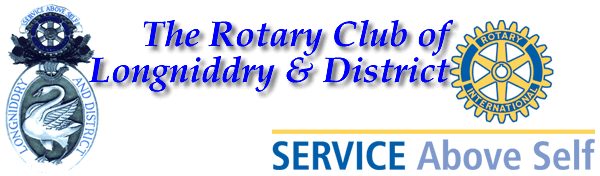 SERVICE ABOVE SELF
LONGNIDDRY
AND DISTRICT
The Rotary Club of
Longniddry & District
ROTARY
INTERNATIONAL
SERVICE Above Self